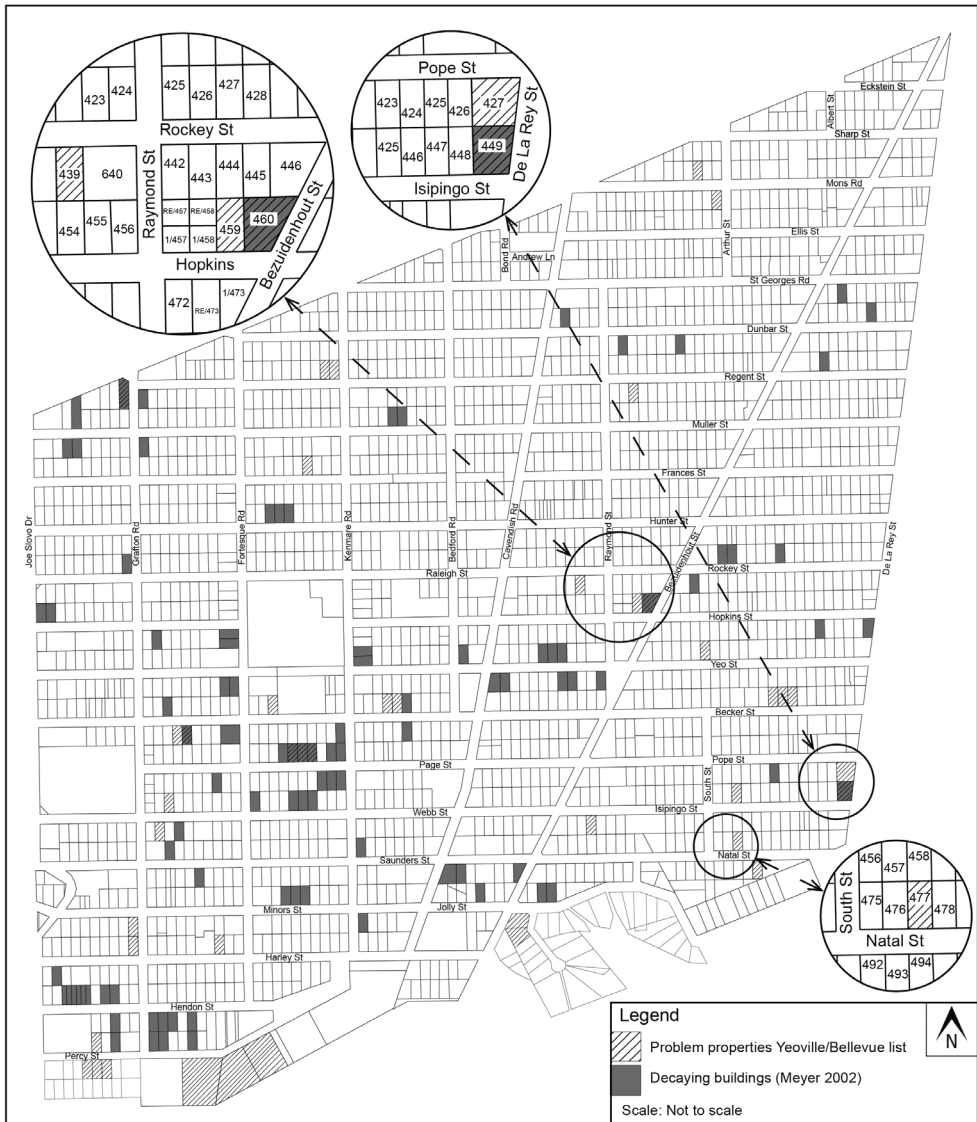 423
424
425
426
427
428
Rockey St
439
640
Raymond St
442
443
444
445
446
454
455
456
RE/457
RE/458
1/457
1/458
459
460
Bezuidenhout St
Hopkins
472
RE/473
1/473
Pope St
423
424
425
426
427
425
446
447
448
449
De La Rey St
Isipingo St
Eckstein St
Albert St
Sharp St
Mons Rd
Arthur St
Ellis St
Bond Rd
Andrew Ln
St Georges Rd
Dunbar St
Regent St
Muller St
Frances St
Joe Slovo Dr
Grafton Rd
Fortesque Rd
Kenmare Rd
Bedford Rd
Cavendish Rd
Raymond St
Hunter St
Bezuidenhout St
De La Rey St
Raleigh St
Rockey St
Hopkins St
Yeo St
Becker St
Page St
South St
Pope St
Webb St
Isipingo St
Saunders St
Natal St
Minors St
Jolly St
Harley St
Hendon St
Percy St
456
457
458
South St
475
476
477
478
Natal St
492
493
494
Legend
Problem properties Yeoville/Bellevue list
Decaying buildings (Meyer 2002)
Scale: Not to scale
N